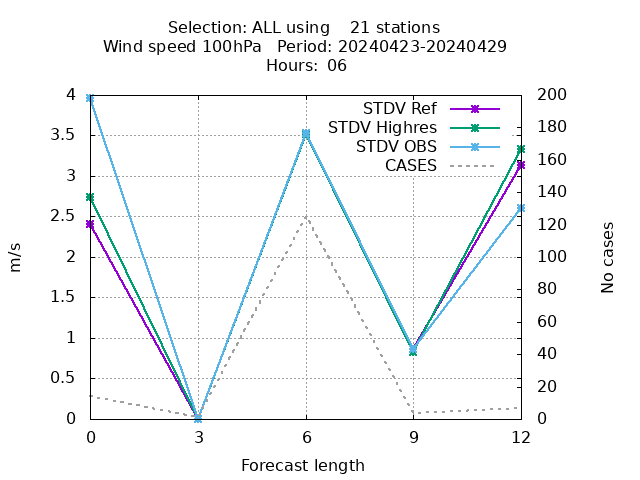 Selection: ALL using    21 stations
Wind speed 100hPa   Period: 20240423-20240429
Hours: 06
STDV Ref
STDV Highres
STDV OBS
CASES
4
3.5
3
2.5
2
1.5
1
0.5
0
200
180
160
140
120
100
80
60
40
20
0
m/s
No cases
0 3 6 9 12
Forecast length